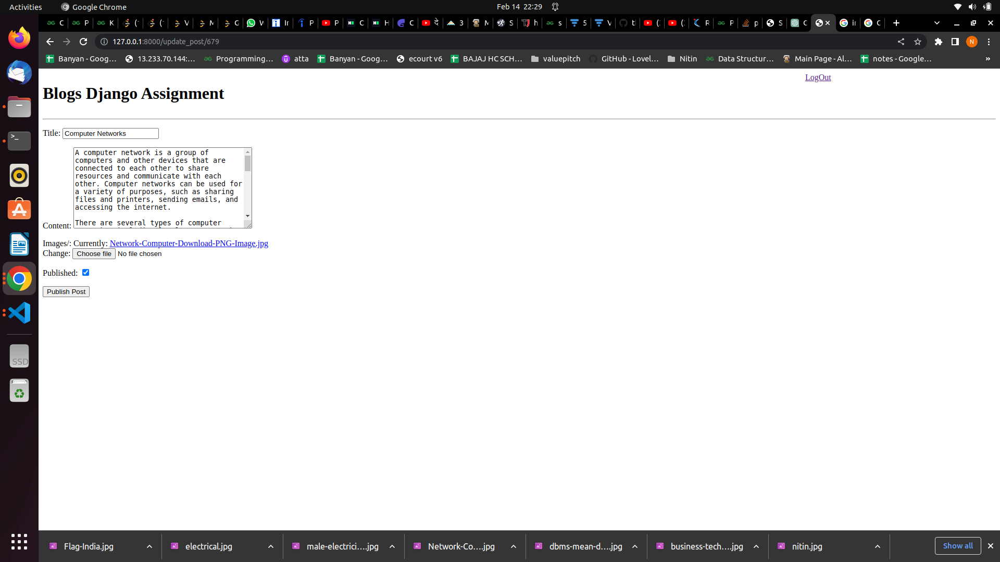 Activities
Google Chrome
Feb 14 22:29
127.0.0.1:8000/update_post/679
Banyan - Goog...
13.233.70.144:...
Programming...
atta
Banyan - Goog...
ecourt v6
BAJAJ HC SCH...
valuepitch
GitHub - Lovel...
Nitin
Data Structur...
Main Page - Al...
notes - Google...
»
LogOut
Blogs Django Assignment
Title: Computer Networks
A computer network is a group of
computers and other devices that are
connected to each other to share
resources and communicate with each
other. Computer networks can be used for
a variety of purposes, such as sharing
files and printers, sending emails, and
accessing the internet.
There are several types of computer
Content:
Images/: Currently: Network-Computer-Download-PNG-Image.jpg
Change: Choose file No file chosen
Published:
Publish Post
SSD
Flag-India.jpg
electrical.jpg
male-electrici....jpg
Network-Co....jpg
dbms-mean-d....jpg
business-tech....jpg
nitin.jpg
Show all